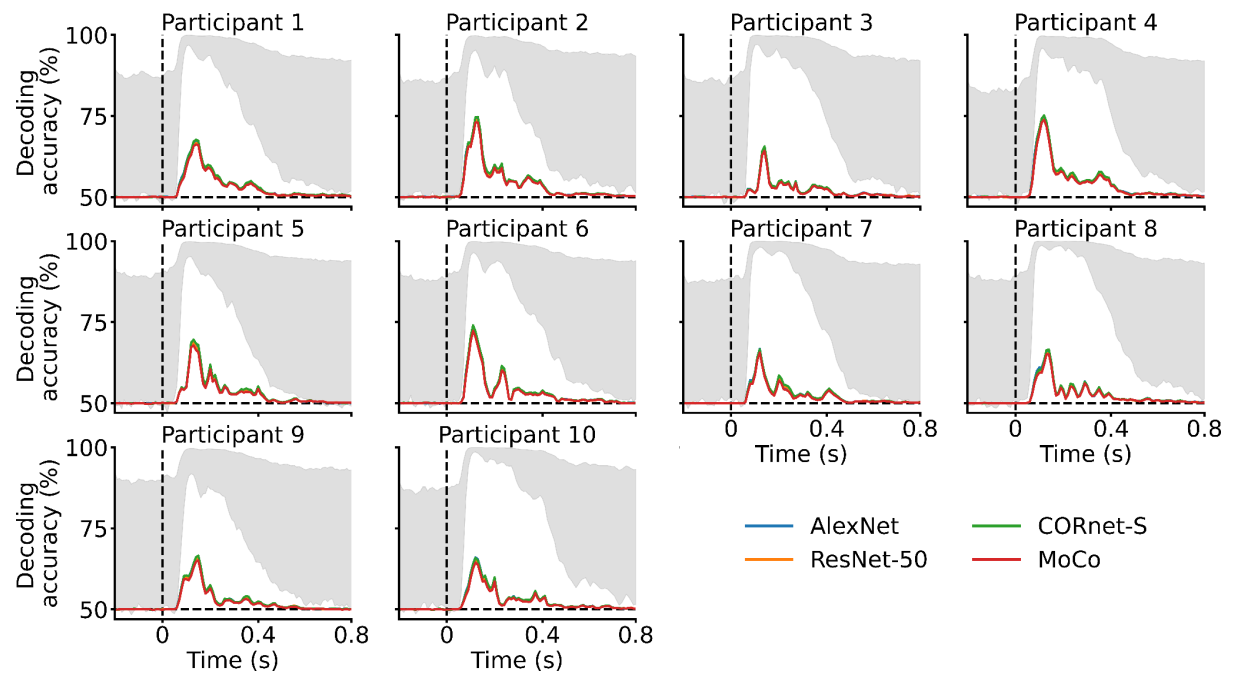 Participant 1
Participant 2
Participant 3
Participant 4
Decoding
accuracy (%)
100
75
50
Participant 5
Participant 6
Participant 7
Participant 8
Decoding
accuracy (%)
100
75
50
0
0.4
0.8
Time (s)
0
0.4
0.8
Time (s)
Participant 9
Participant 10
Decoding
accuracy (%)
100
75
50
0
0.4
0.8
Time (s)
0
0.4
0.8
Time (s)
AlexNet
ResNet-50
CORnet-S
MoCo